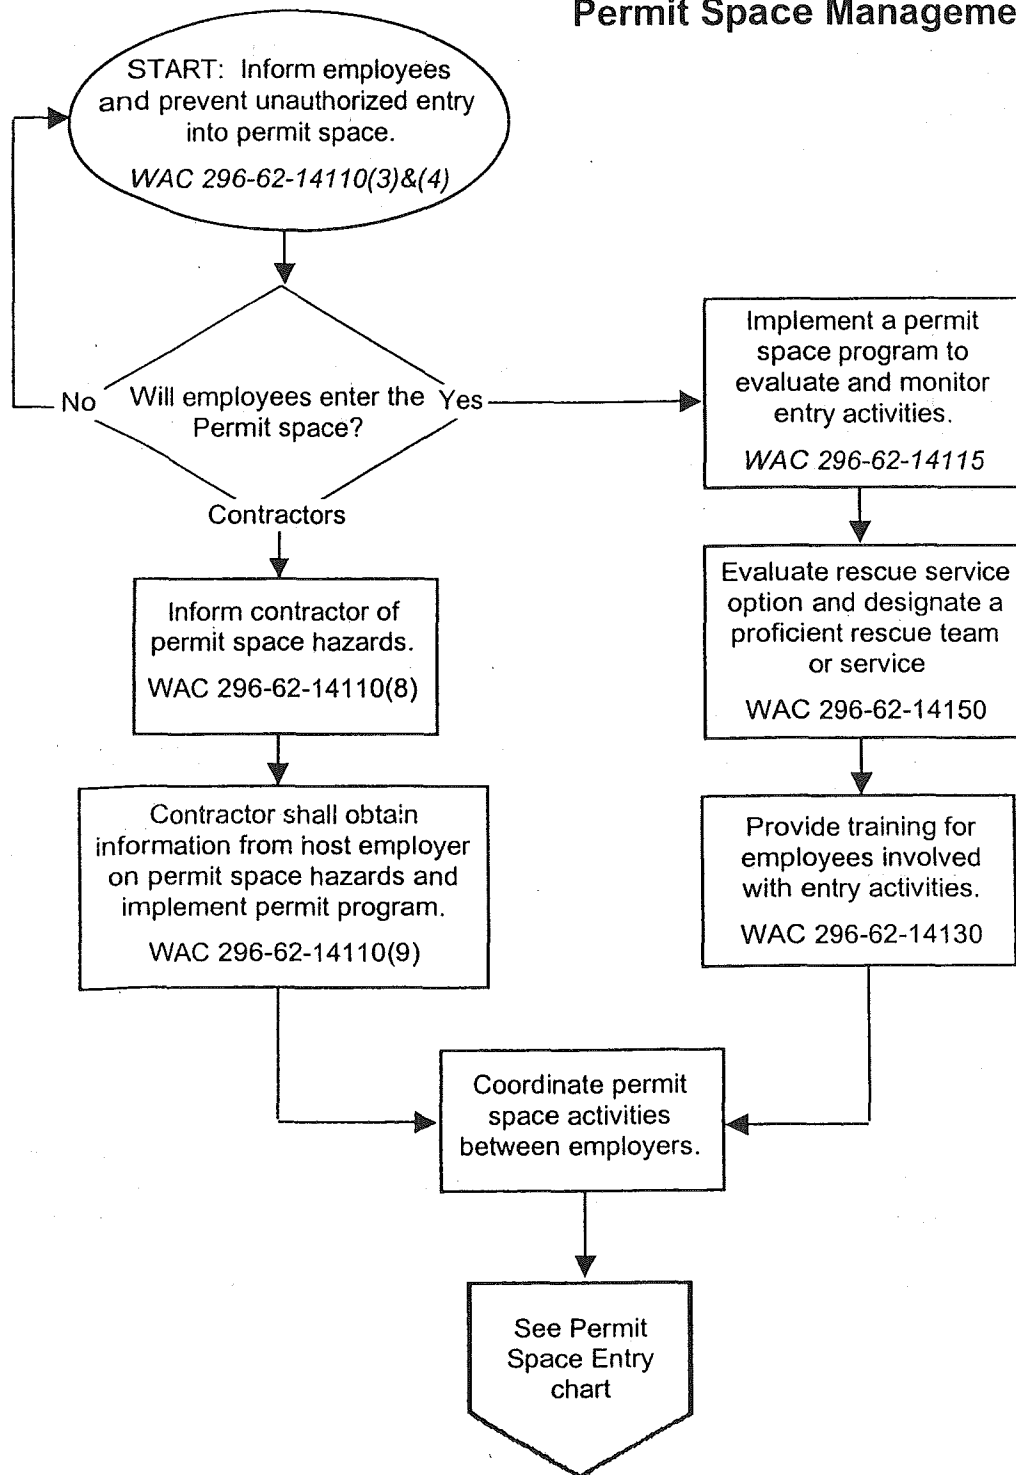 Permit Space Manageme
START: Inform employees
and prevent unauthorized entry
into permit space.
WAC 296-62-14110(3)&(4)
No
Will employees enter the
Permit space?
Yes
Contractors
Inform contractor of
permit space hazards.
WAC 296-62-14110(8)
Contractor shall obtain
information from host employer
on permit space hazards and
implement permit program.
WAC 296-62-14110(9)
Implement a permit
space program to
evaluate and monitor
entry activities.
WAC 296-62-14115
Evaluate rescue service
option and designate a
proficient rescue team
or service
WAC 296-62-14150
Provide training for
employees involved
with entry activities.
WAC 296-62-14130
Coordinate permit
space activities
between employers.
See Permit
Space Entry
chart